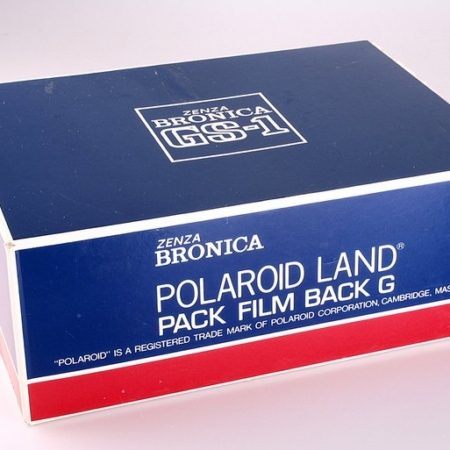 ZENZA
BRONICA
GS-1
ZENZA
BRONICA
POLAROID LAND®
PACK FILM BACK G
"POLAROID" IS A REGISTERED TRADE MARK OF POLAROID CORPORATION, CAMBRIDGE, MAS